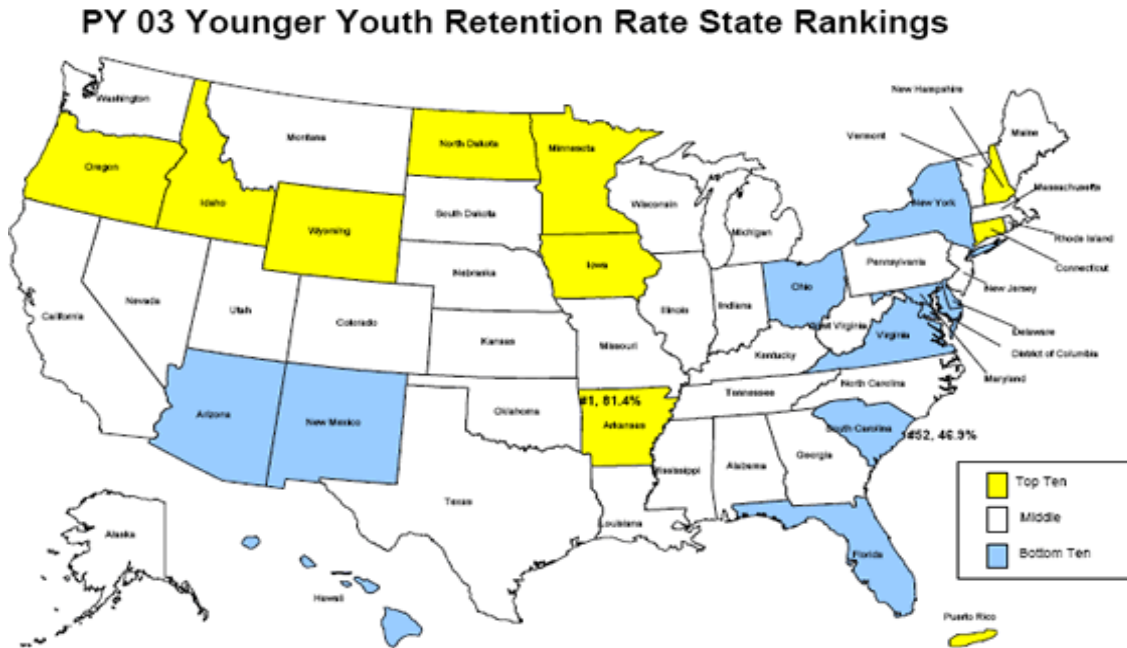 PY 03 Younger Youth Retention Rate State Rankings
Washington
Montana
North Dakota
Minnesota
New Hampshire
Vermont
Maine
Oregon
Idaho
Wyoming
South Dakota
Wisconsin
Michigan
New York
Massachusetts
Rhode Island
Connecticut
Nebraska
Iowa
Pennsylvania
New Jersey
Nevada
Utah
Colorado
California
Kansas
Missouri
Illinois
Indiana
Ohio
West Virginia
Virginia
Delaware
District of Columbia
Maryland
Kentucky
Tennessee
North Carolina
Arizona
New Mexico
Oklahoma
#1, 81.4%
Arkansas
South Carolina
#52, 46.9%
Mississippi
Alabama
Georgia
Texas
Louisiana
Florida
Alaska
Hawaii
Puerto Rico
Top Ten
Middle
Bottom Ten